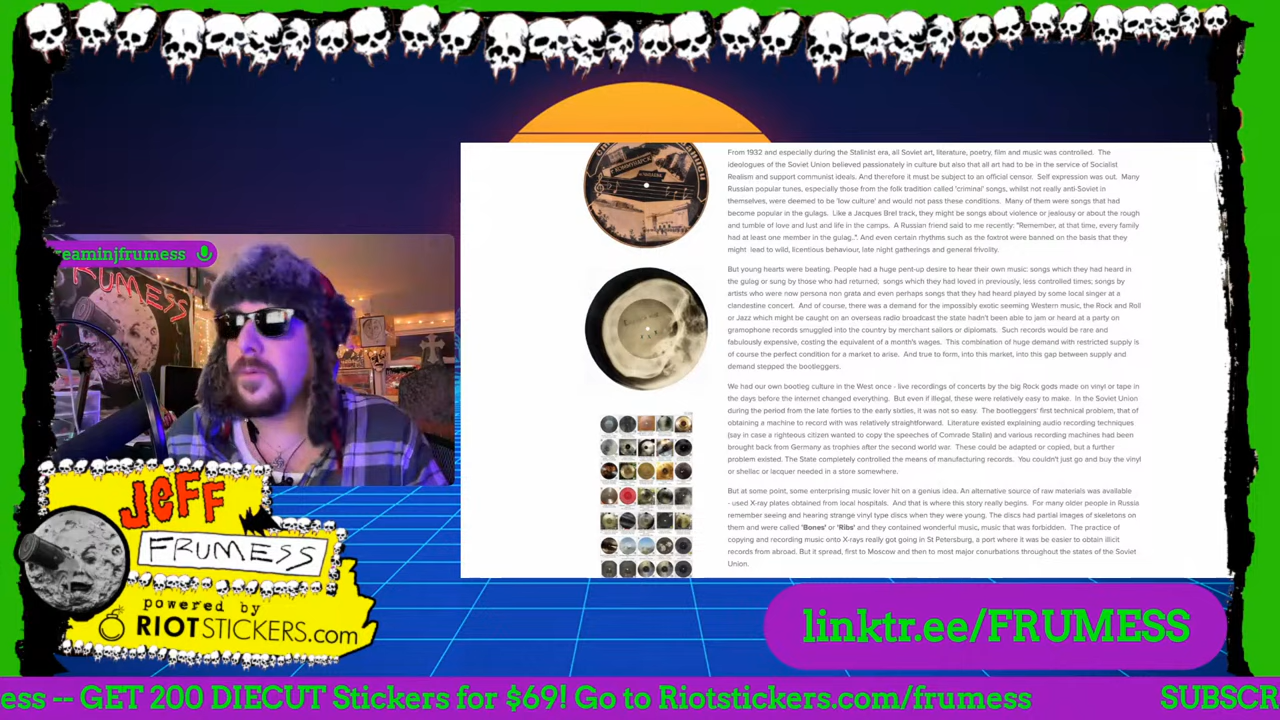 From 1932 and especially during the Stalinist era, all Soviet art, literature, poetry, film and music was controlled. The
ideologues of the Soviet Union believed passionately in culture but also that all art had to be in the service of Socialist
Realism and support communist ideals. And therefore it must be subject to an official censor. Self expression was out. Many
Russian popular tunes, especially those from the folk tradition called 'criminal' songs, whilst not really anti-Soviet in
themselves, were deemed to be 'low culture' and would not pass these conditions. Many of them were songs that had
become popular in the gulags. Like a Jacques Brel track, they might be songs about violence or jealousy or about the rough
and tumble of love and lust and life in the camps. A Russian friend said to me recently: "Remember, at that time, every family
had at least one member in the gulag..". And even certain rhythms such as the foxtrot were banned on the basis that they
might lead to wild, licentious behaviour, late night gatherings and general frivolity.
But young hearts were beating. People had a huge pent-up desire to hear their own music: songs which they had heard in
the gulag or sung by those who had returned; songs which they had loved in previously, less controlled times; songs by
artists who were now persona non grata and even perhaps songs that they had heard played by some local singer at a
clandestine concert. And of course, there was a demand for the impossibly exotic seeming Western music, the Rock and Roll
or Jazz which might be caught on an overseas radio broadcast the state hadn't been able to jam or heard at a party on
gramophone records smuggled into the country by merchant sailors or diplomats. Such records would be rare and
fabulously expensive, costing the equivalent of a month's wages. This combination of huge demand with restricted supply is
of course the perfect condition for a market to arise. And true to form, into this market, into this gap between supply and
demand stepped the bootleggers.
We had our own bootleg culture in the West once - live recordings of concerts by the big Rock gods made on vinyl or tape in
the days before the internet changed everything. But even if illegal, these were relatively easy to make. In the Soviet Union
during the period from the late forties to the early sixties, it was not so easy. The bootleggers' first technical problem, that of
obtaining a machine to record with was relatively straightforward. Literature existed explaining audio recording techniques
(say in case a righteous citizen wanted to copy the speeches of Comrade Stalin) and various recording machines had been
brought back from Germany as trophies after the second world war. These could be adapted or copied, but a further
problem existed. The State completely controlled the means of manufacturing records. You couldn't just go and buy the vinyl
or shellac or lacquer needed in a store somewhere.
But at some point, some enterprising music lover hit on a genius idea. An alternative source of raw materials was available
- used X-ray plates obtained from local hospitals. And that is where this story really begins. For many older people in Russia
remember seeing and hearing strange vinyl type discs when they were young. The discs had partial images of skeletons on
them and were called 'Bones' or 'Ribs' and they contained wonderful music, music that was forbidden. The practice of
copying and recording music onto X-rays really got going in St Petersburg, a port where it was be easier to obtain illicit
records from abroad. But it spread, first to Moscow and then to most major conurbations throughout the states of the Soviet
Union.
eaminjfrumess
FRUMESS
JEFF
FRUMESS
powered by
RIOTSTICKERS.com
linktr.ee/FRUMESS
ess -- GET 200 DIECUT Stickers for $69! Go to Riotstickers.com/frumess SUBSCR